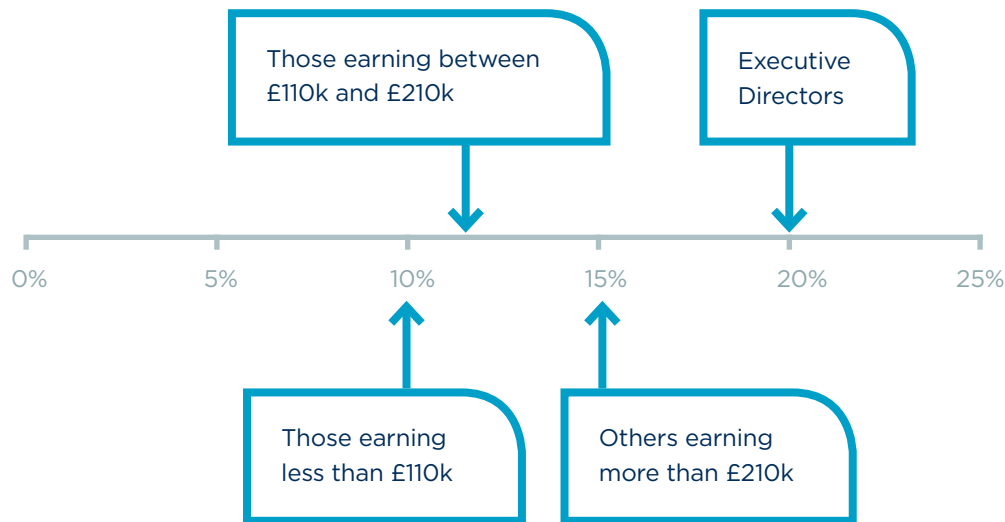 Those earning between
£110k and £210k
Executive
Directors
0%
5%
10%
15%
20%
25%
Those earning
less than £110k
Others earning
more than £210k